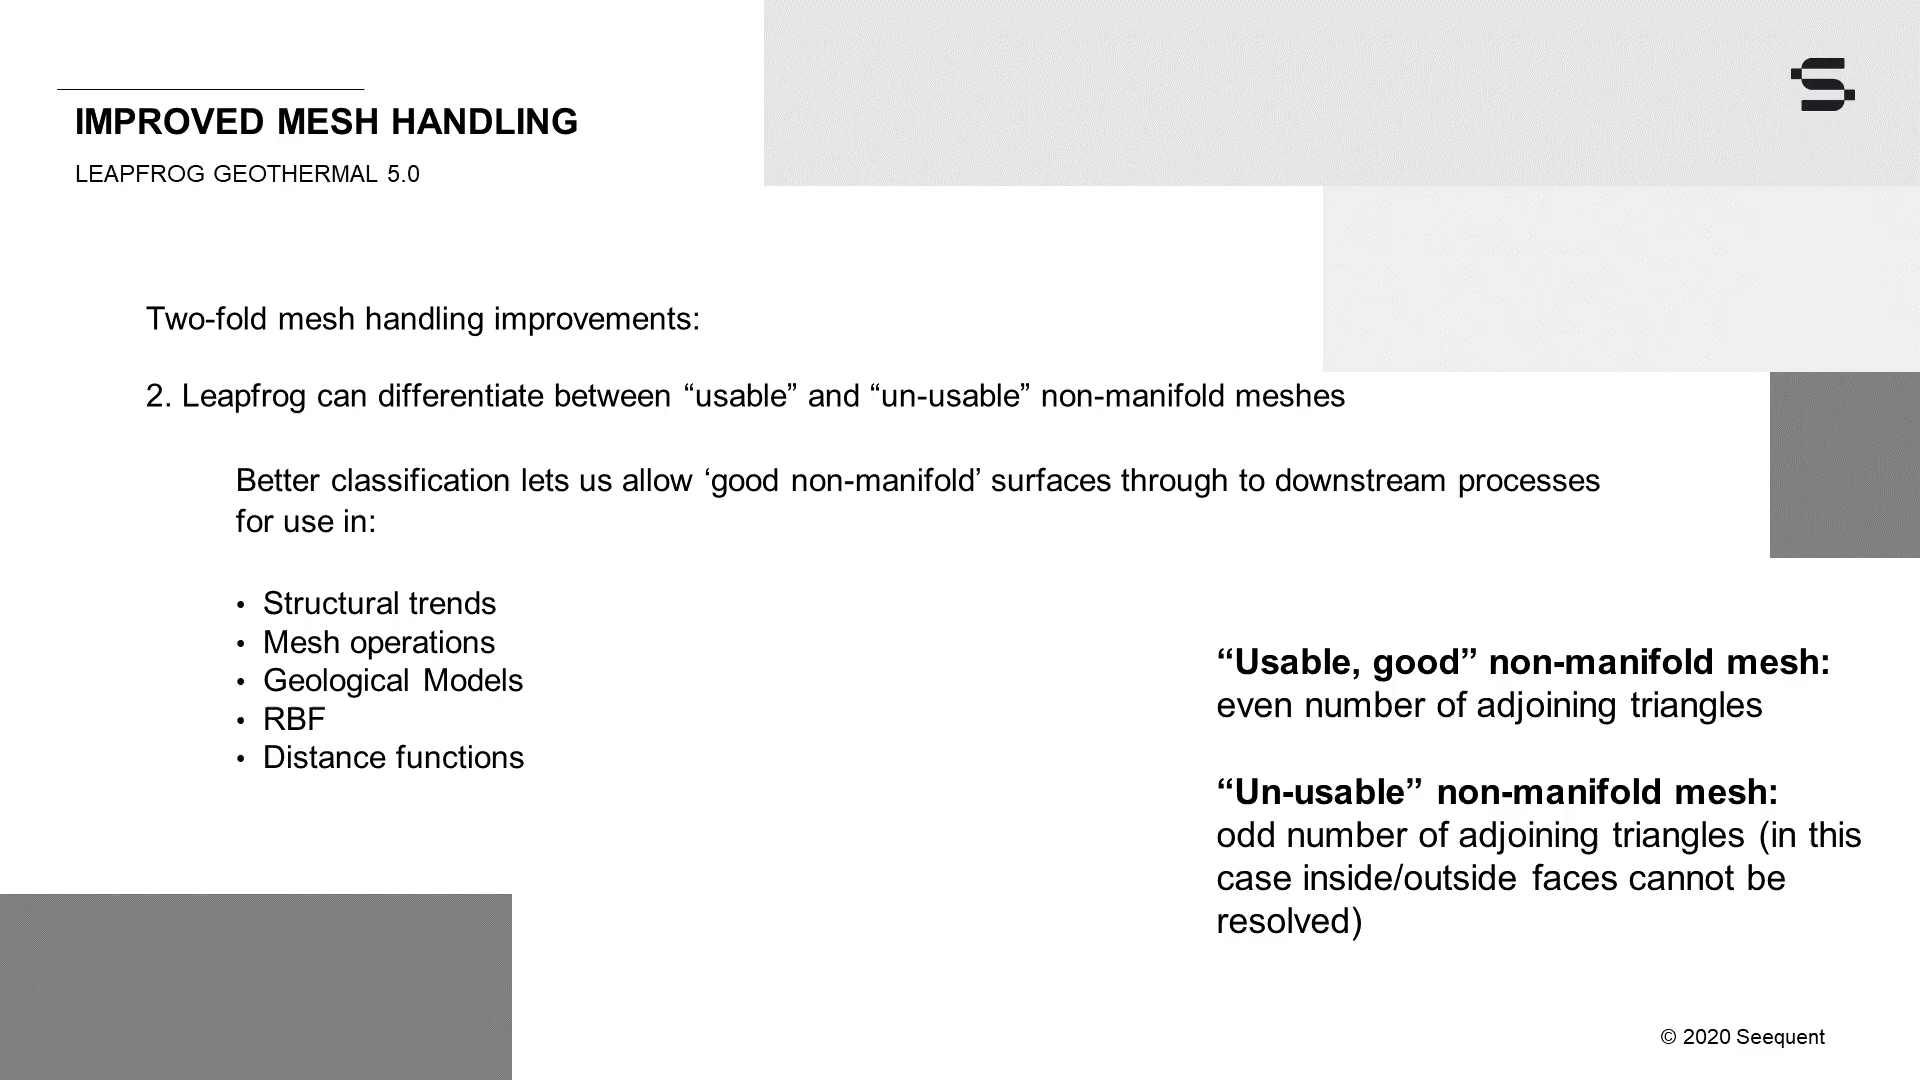 IMPROVED MESH HANDLING
LEAPFROG GEOTHERMAL 5.0
Two-fold mesh handling improvements:
2. Leapfrog can differentiate between “usable” and “un-usable” non-manifold meshes
Better classification lets us allow ‘good non-manifold’ surfaces through to downstream processes
for use in:
• Structural trends
• Mesh operations
• Geological Models
• RBF
• Distance functions
“Usable, good” non-manifold mesh:
even number of adjoining triangles
“Un-usable” non-manifold mesh:
odd number of adjoining triangles (in this
case inside/outside faces cannot be
resolved)
© 2020 Seequent